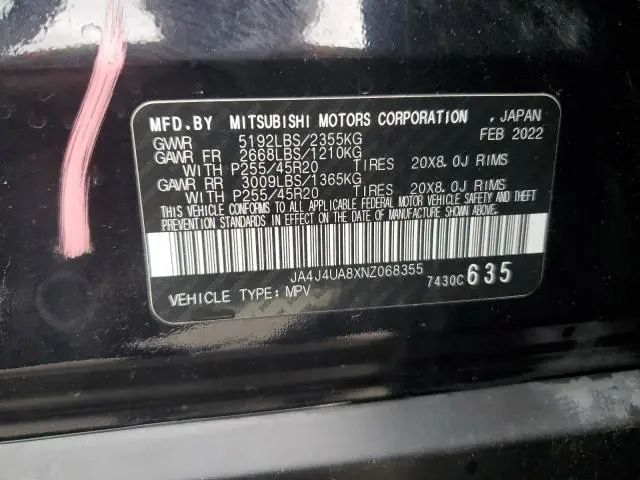 MFD.BY MITSUBISHI MOTORS CORPORATION , JAPAN
GVWR 5192LBS/2355KG FEB 2022
GAWR FR 2668LBS/1210KG
WITH P255/45R20 TIRES 20X8.0J RIMS
GAWR RR 3009LBS/1365KG
WITH P255/45R20 TIRES 20X8.0J RIMS
THIS VEHICLE CONFORMS TO ALL APPLICABLE FEDERAL MOTOR VEHICLE SAFETY AND THEFT
PREVENTION STANDARDS IN EFFECT ON THE DATE OF MANUFACTURE SHOWN ABOVE.
JA4J4UA8XNZ068355
7430C 635
VEHICLE TYPE: MPV